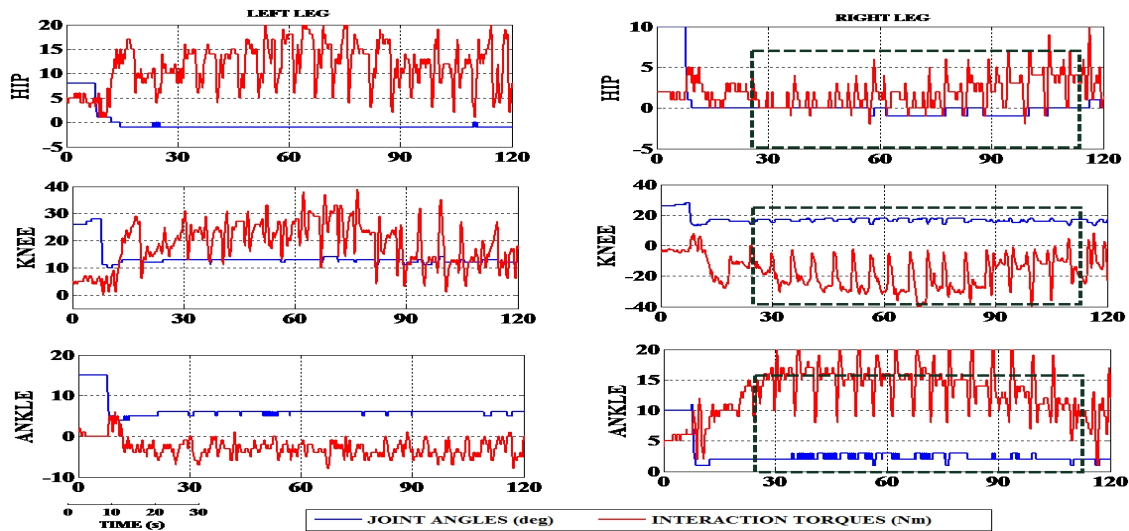 LEFT LEG
HIP
20
15
10
5
0
-5
0 30 60 90 120
KNEE
40
30
20
10
0
0 30 60 90 120
ANKLE
20
10
0
-10
0 30 60 90 120
0 10 20 30
TIME (s)
RIGHT LEG
HIP
10
5
0
-5
0 30 60 90 120
KNEE
40
20
0
-20
-40
0 30 60 90 120
ANKLE
20
15
10
5
0
0 30 60 90 120
JOINT ANGLES (deg) INTERACTION TORQUES (Nm)